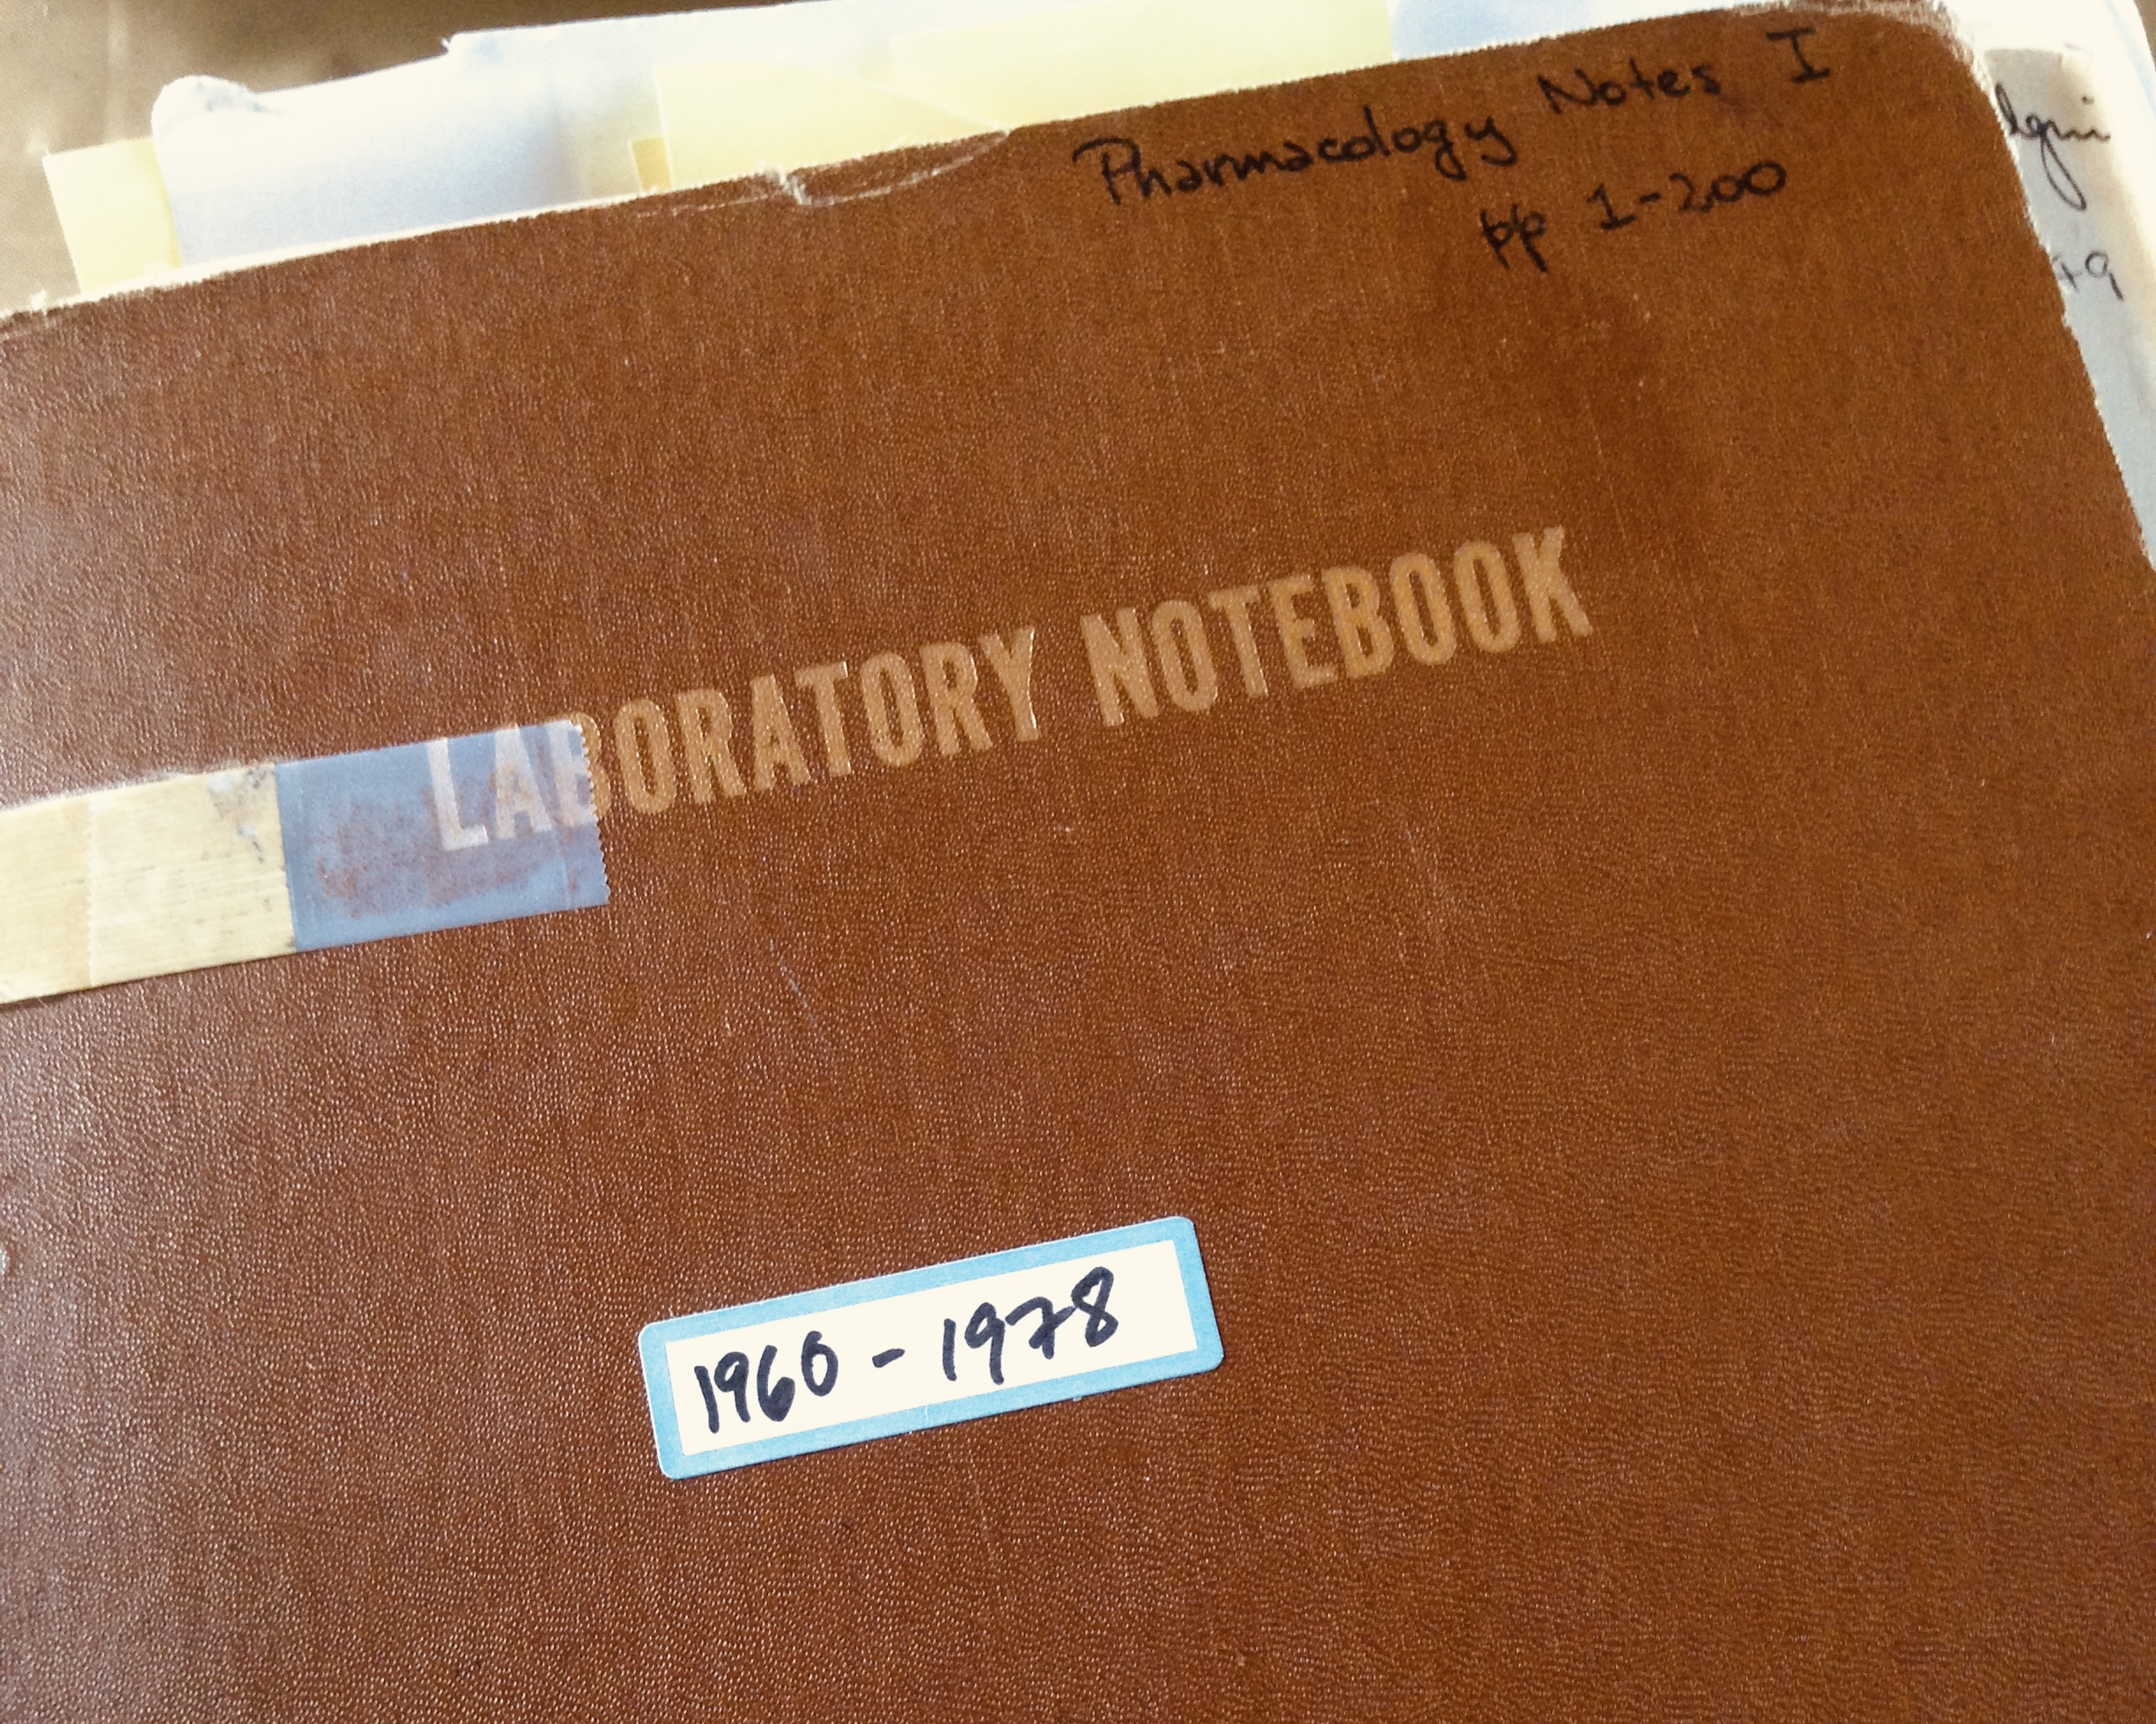 Pharmacology Notes I
pp 1-200
LABORATORY NOTEBOOK
1960 - 1978